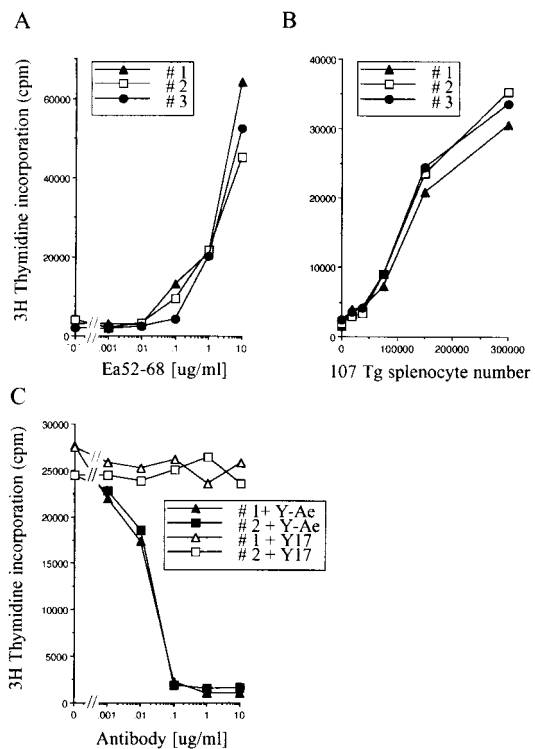 A
3H Thymidine incorporation (cpm)
# 1
# 2
# 3
60000
40000
20000
0
0 .001 .01 .1 1 10
Ea52-68 [ug/ml]
B
# 1
# 2
# 3
40000
30000
20000
10000
0
0 100000 200000 300000
107 Tg splenocyte number
C
3H Thymidine incorporation (cpm)
30000
25000
20000
15000
10000
5000
0
# 1+ Y-Ae
# 2 + Y-Ae
# 1 + Y17
# 2 + Y17
0 .001 .01 .1 1 10
Antibody [ug/ml]